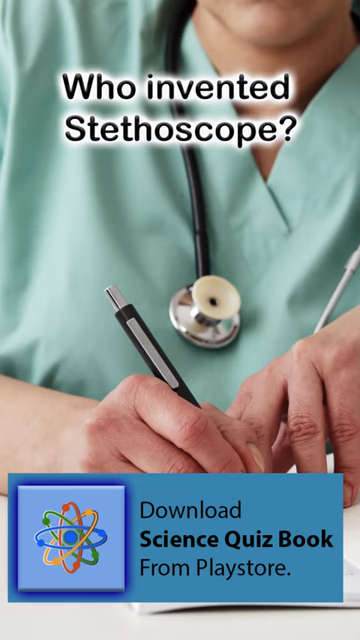 Who invented
Stethoscope?
Download
Science Quiz Book
From Playstore.